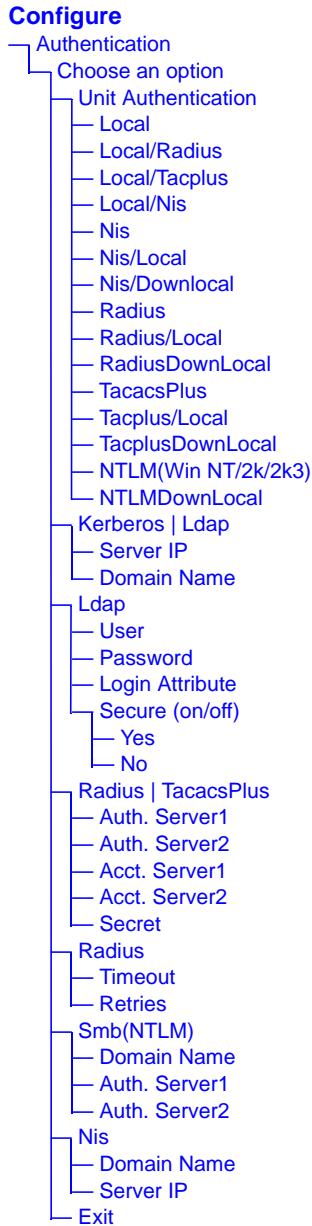 Configure
Authentication
Choose an option
Unit Authentication
Local
Local/Radius
Local/Tacplus
Local/Nis
Nis
Nis/Local
Nis/Downlocal
Radius
Radius/Local
RadiusDownLocal
TacacsPlus
Tacplus/Local
TacplusDownLocal
NTLM(Win NT/2k/2k3)
NTLMDownLocal
Kerberos | Ldap
Server IP
Domain Name
Ldap
User
Password
Login Attribute
Secure (on/off)
Yes
No
Radius | TacacsPlus
Auth. Server1
Auth. Server2
Acct. Server1
Acct. Server2
Secret
Radius
Timeout
Retries
Smb(NTLM)
Domain Name
Auth. Server1
Auth. Server2
Nis
Domain Name
Server IP
Exit